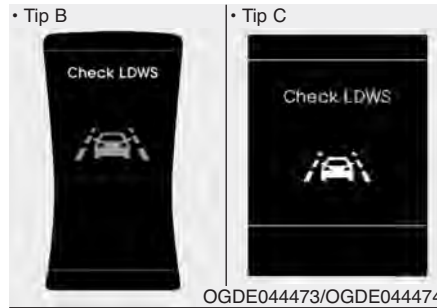 • Tip B
• Tip C
Check LDWS
Check LDWS
OGDE044473/OGDE044474